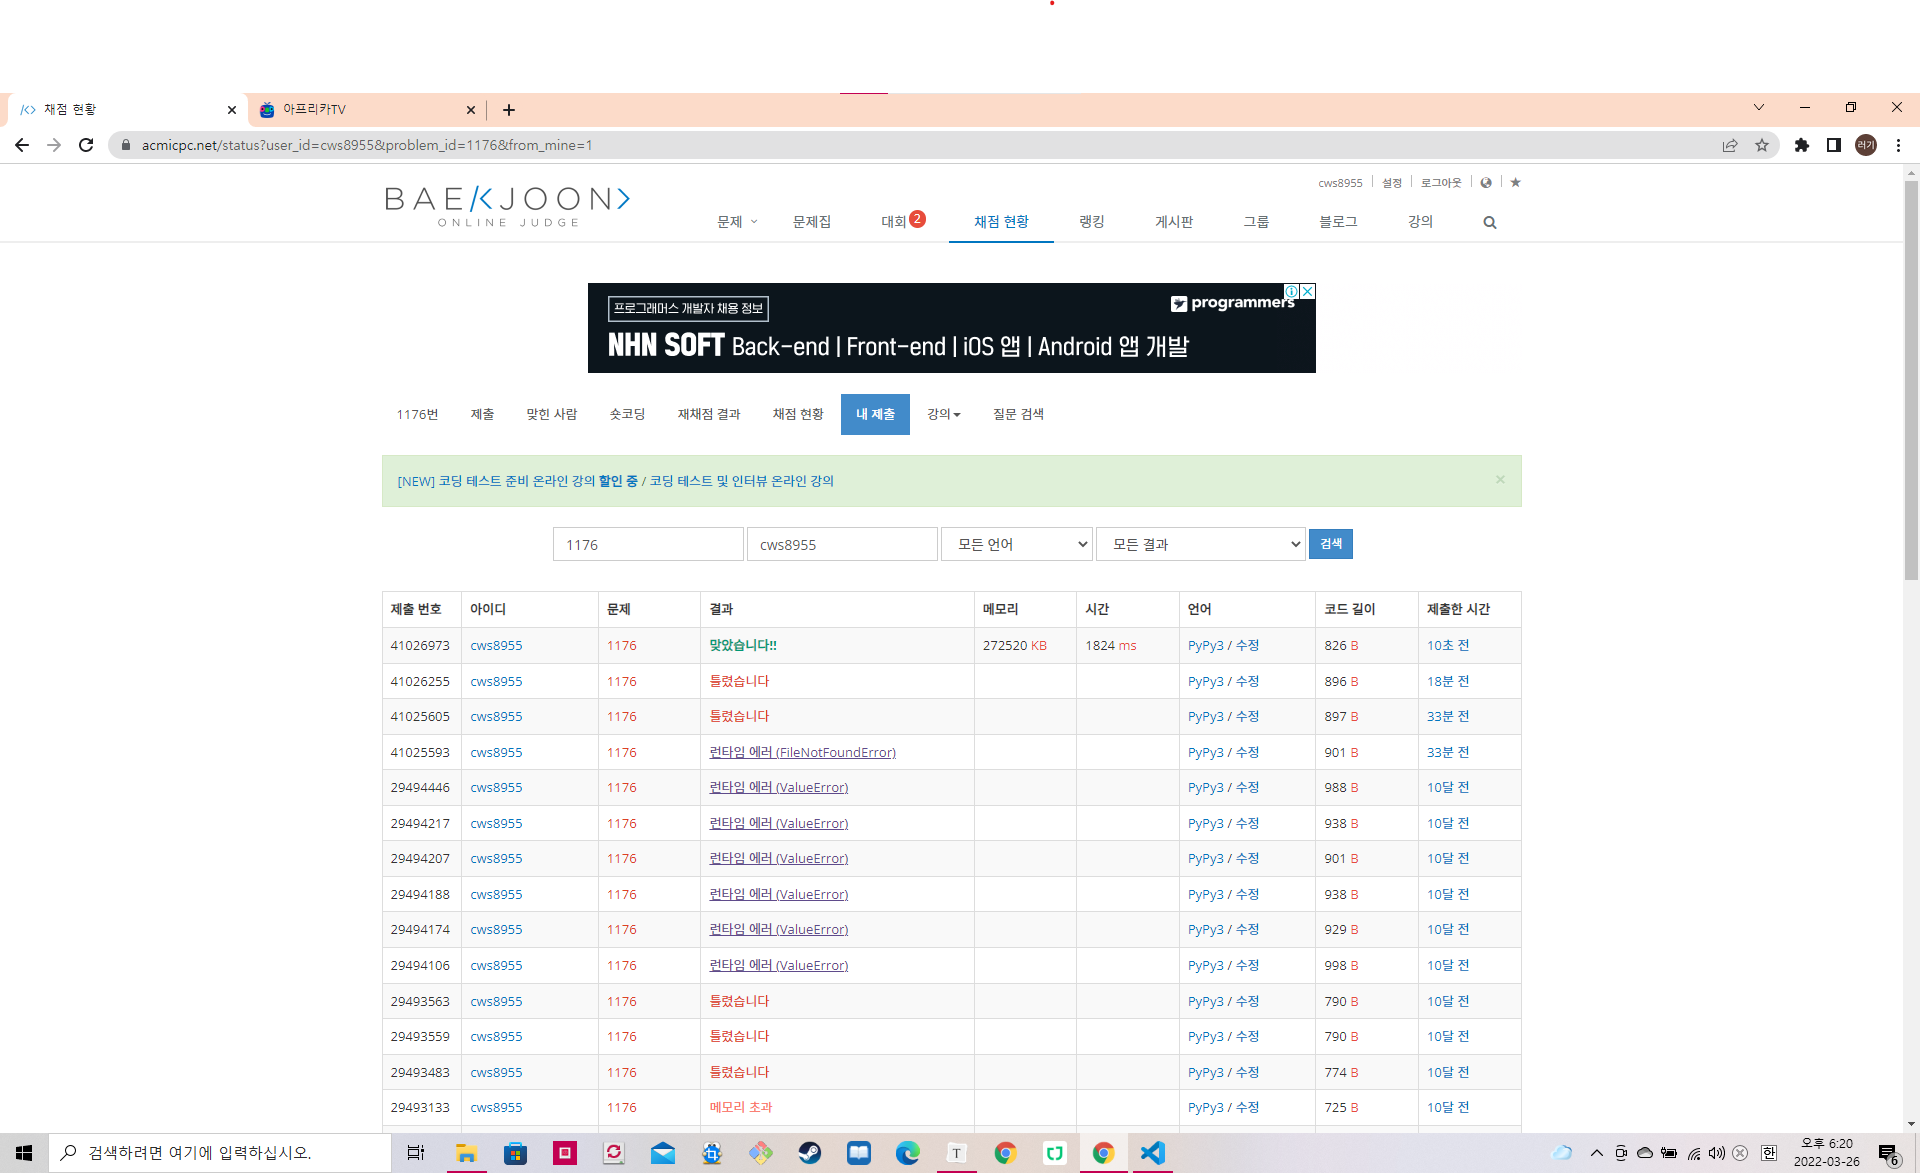 채점 현황
아프리카TV
acmicpc.net/status?user_id=cws8955&problem_id=1176&from_mine=1
러기
cws8955 설정 로그아웃
BAEKJOON
ONLINE JUDGE
문제 문제집 대회 2 채점 현황 랭킹 게시판 그룹 블로그 강의
프로그래머스 개발자 채용 정보
programmers
NHN SOFT Back-end | Front-end | iOS 앱 | Android 앱 개발
1176번 제출 맞힌 사람 숏코딩 재채점 결과 채점 현황 내 제출 강의 질문 검색
[NEW] 코딩 테스트 준비 온라인 강의 할인 중 / 코딩 테스트 및 인터뷰 온라인 강의
1176 cws8955 모든 언어 모든 결과 검색
제출 번호 아이디 문제 결과 메모리 시간 언어 코드 길이 제출한 시간
41026973 cws8955 1176 맞았습니다!! 272520 KB 1824 ms PyPy3 / 수정 826 B 10초 전
41026255 cws8955 1176 틀렸습니다 PyPy3 / 수정 896 B 18분 전
41025605 cws8955 1176 틀렸습니다 PyPy3 / 수정 897 B 33분 전
41025593 cws8955 1176 런타임 에러 (FileNotFoundError) PyPy3 / 수정 901 B 33분 전
29494446 cws8955 1176 런타임 에러 (ValueError) PyPy3 / 수정 988 B 10달 전
29494217 cws8955 1176 런타임 에러 (ValueError) PyPy3 / 수정 938 B 10달 전
29494207 cws8955 1176 런타임 에러 (ValueError) PyPy3 / 수정 901 B 10달 전
29494188 cws8955 1176 런타임 에러 (ValueError) PyPy3 / 수정 938 B 10달 전
29494174 cws8955 1176 런타임 에러 (ValueError) PyPy3 / 수정 929 B 10달 전
29494106 cws8955 1176 런타임 에러 (ValueError) PyPy3 / 수정 998 B 10달 전
29493563 cws8955 1176 틀렸습니다 PyPy3 / 수정 790 B 10달 전
29493559 cws8955 1176 틀렸습니다 PyPy3 / 수정 790 B 10달 전
29493483 cws8955 1176 틀렸습니다 PyPy3 / 수정 774 B 10달 전
29493133 cws8955 1176 메모리 초과 PyPy3 / 수정 725 B 10달 전
검색하려면 여기에 입력하십시오.
T
한
오후 6:20
2022-03-26
6